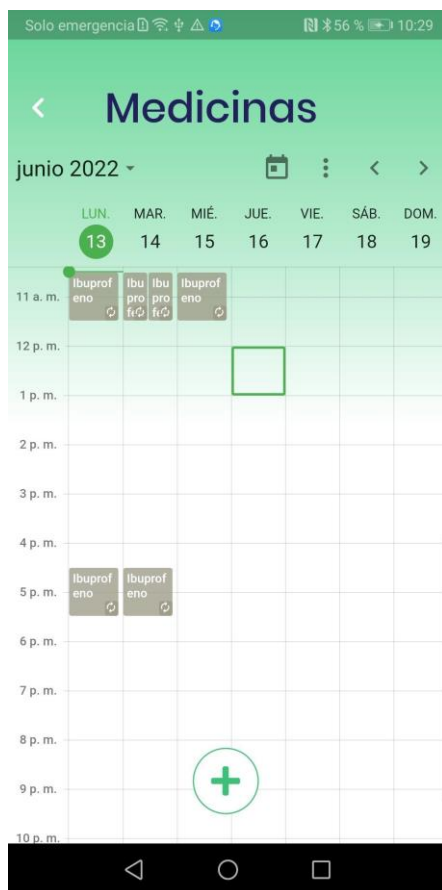 Solo emergencia 56 % 10:29
Medicinas
junio 2022
LUN. MAR. MIÉ. JUE. VIE. SÁB. DOM.
13 14 15 16 17 18 19
11 a. m.
Ibuprof
eno
Ibu
pro
Ibu
pro
Ibuprof
eno
12 p. m.
1 p. m.
2 p. m.
3 p. m.
4 p. m.
5 p. m.
Ibuprof
eno
Ibuprof
eno
6 p. m.
7 p. m.
8 p. m.
9 p. m.
10 p. m.